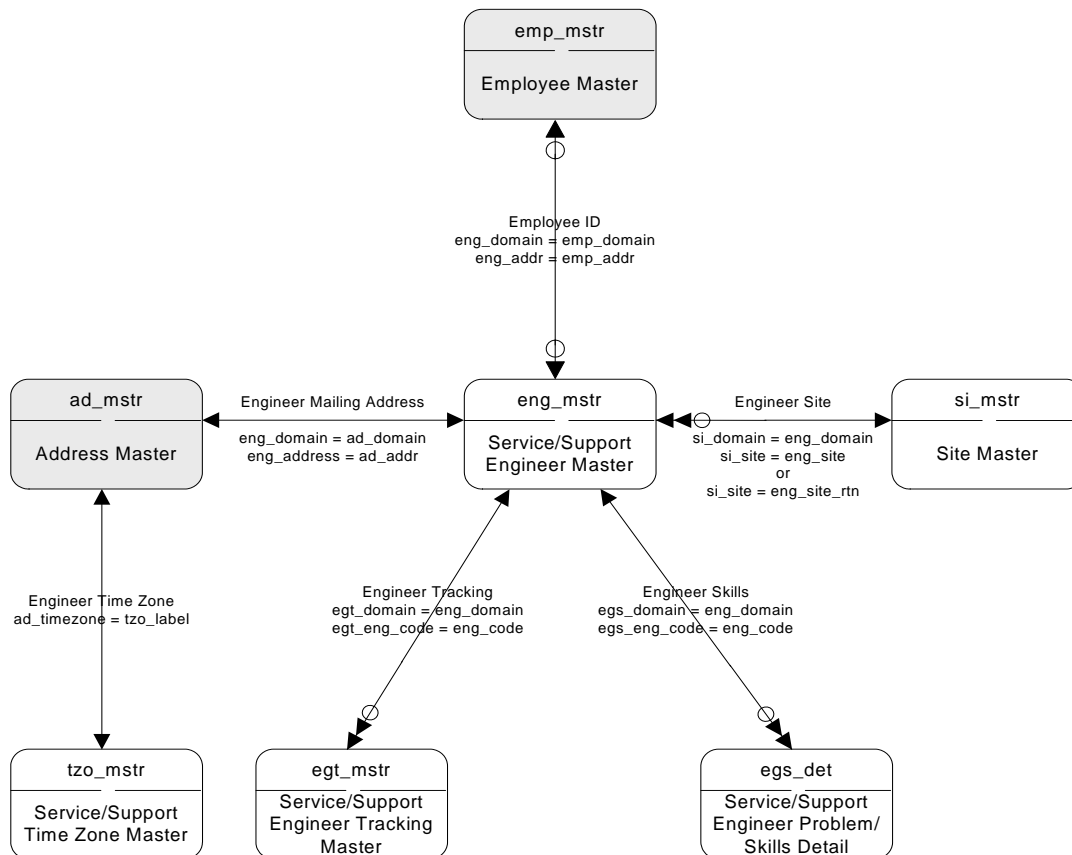 emp_mstr
Employee Master
Employee ID
eng_domain = emp_domain
eng_addr = emp_addr
ad_mstr
Address Master
Engineer Mailing Address
eng_domain = ad_domain
eng_address = ad_addr
eng_mstr
Service/Support
Engineer Master
Engineer Site
si_domain = eng_domain
si_site = eng_site
or
si_site = eng_site_rtn
si_mstr
Site Master
Engineer Time Zone
ad_timezone = tzo_label
Engineer Tracking
egt_domain = eng_domain
egt_eng_code = eng_code
Engineer Skills
egs_domain = eng_domain
egs_eng_code = eng_code
tzo_mstr
Service/Support
Time Zone Master
egt_mstr
Service/Support
Engineer Tracking
Master
egs_det
Service/Support
Engineer Problem/
Skills Detail